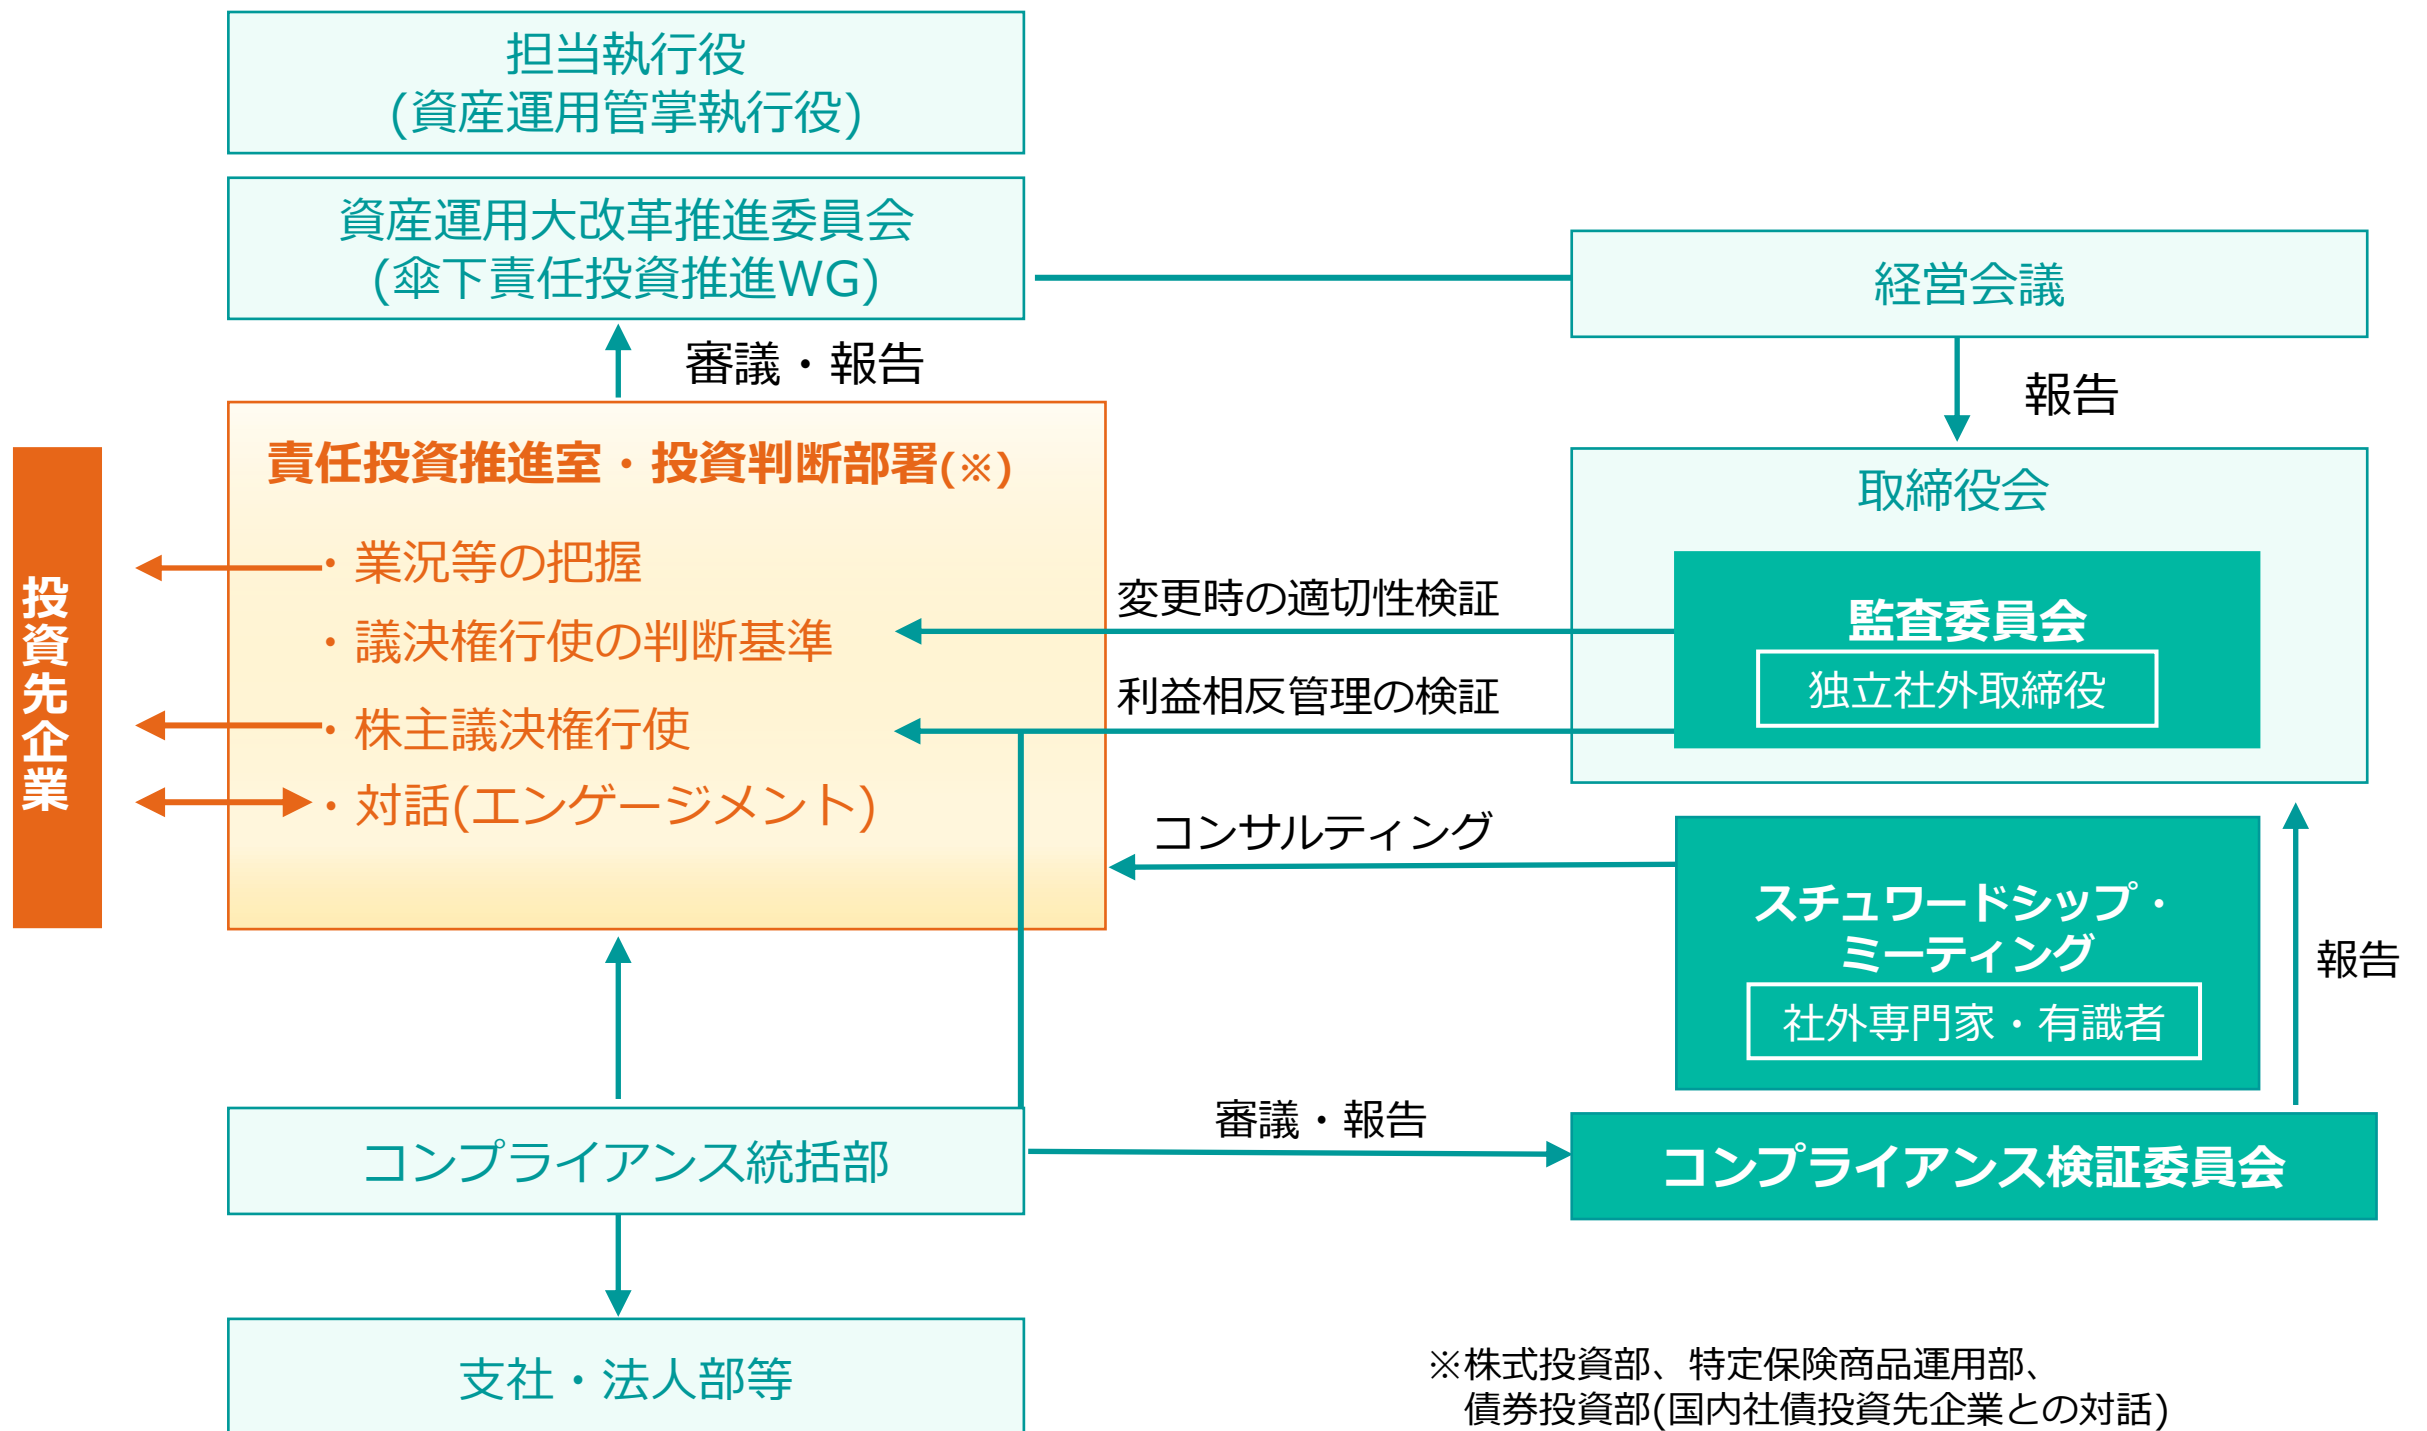 担当執行役
(資産運用管掌執行役)
資産運用大改革推進委員会
(傘下責任投資推進WG)
経営会議
審議・報告
報告
責任投資推進室・投資判断部署(※)
・業況等の把握
・議決権行使の判断基準
・株主議決権行使
・対話(エンゲージメント)
投資先企業
取締役会
監査委員会
独立社外取締役
変更時の適切性検証
利益相反管理の検証
コンサルティング
スチュワードシップ・
ミーティング
社外専門家・有識者
報告
審議・報告
コンプライアンス統括部
コンプライアンス検証委員会
支社・法人部等
※株式投資部、特定保険商品運用部、
債券投資部(国内社債投資先企業との対話)